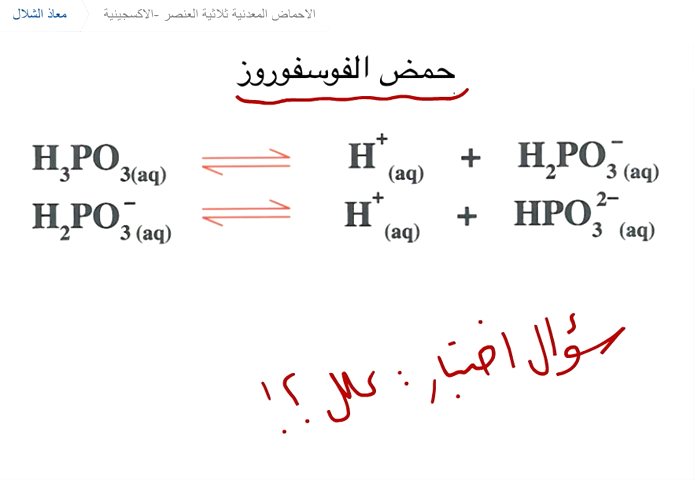 الاحماض المعدنية ثلاثية العنصر -الاكسجينية معاذ الشلال
حمض الفوسفوروز
H₃PO₃(aq) ⇌ H⁺(aq) + H₂PO₃⁻(aq)
H₂PO₃⁻(aq) ⇌ H⁺(aq) + HPO₃²⁻(aq)
سؤال اختبار : علل ؟!